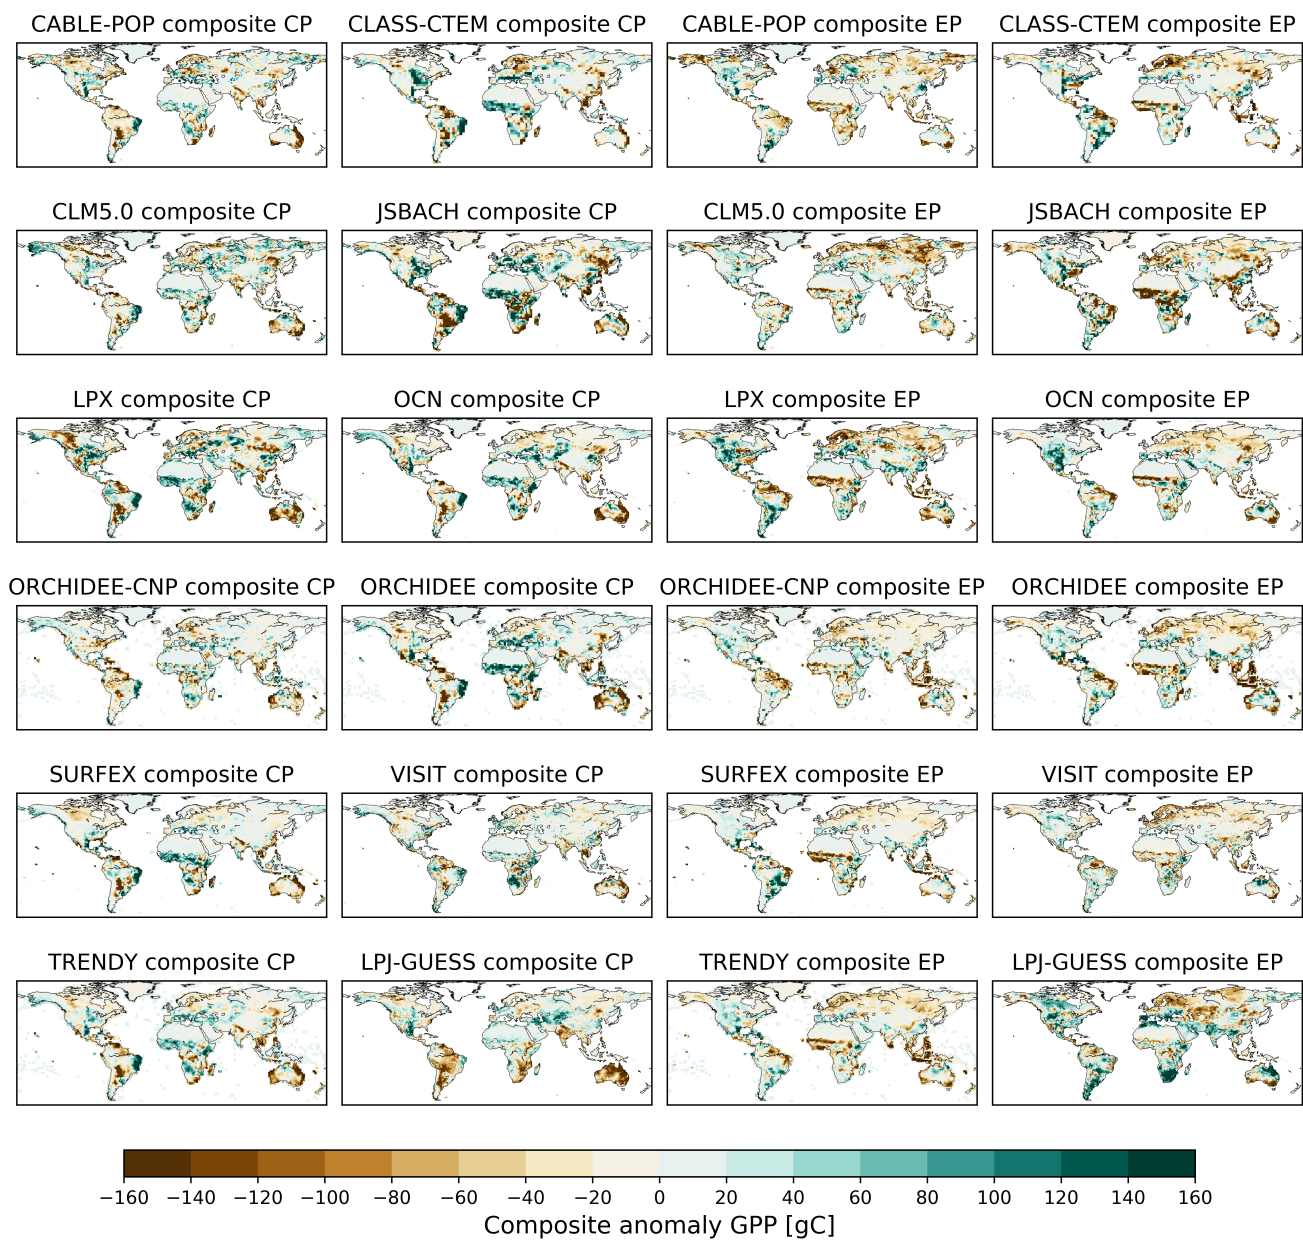 CABLE-POP composite CP
CLASS-CTEM composite CP
CABLE-POP composite EP
CLASS-CTEM composite EP
CLM5.0 composite CP
JSBACH composite CP
CLM5.0 composite EP
JSBACH composite EP
LPX composite CP
OCN composite CP
LPX composite EP
OCN composite EP
ORCHIDEE-CNP composite CP
ORCHIDEE composite CP
ORCHIDEE-CNP composite EP
ORCHIDEE composite EP
SURFEX composite CP
VISIT composite CP
SURFEX composite EP
VISIT composite EP
TRENDY composite CP
LPJ-GUESS composite CP
TRENDY composite EP
LPJ-GUESS composite EP
−160 −140 −120 −100 −80 −60 −40 −20 0 20 40 60 80 100 120 140 160
Composite anomaly GPP [gC]